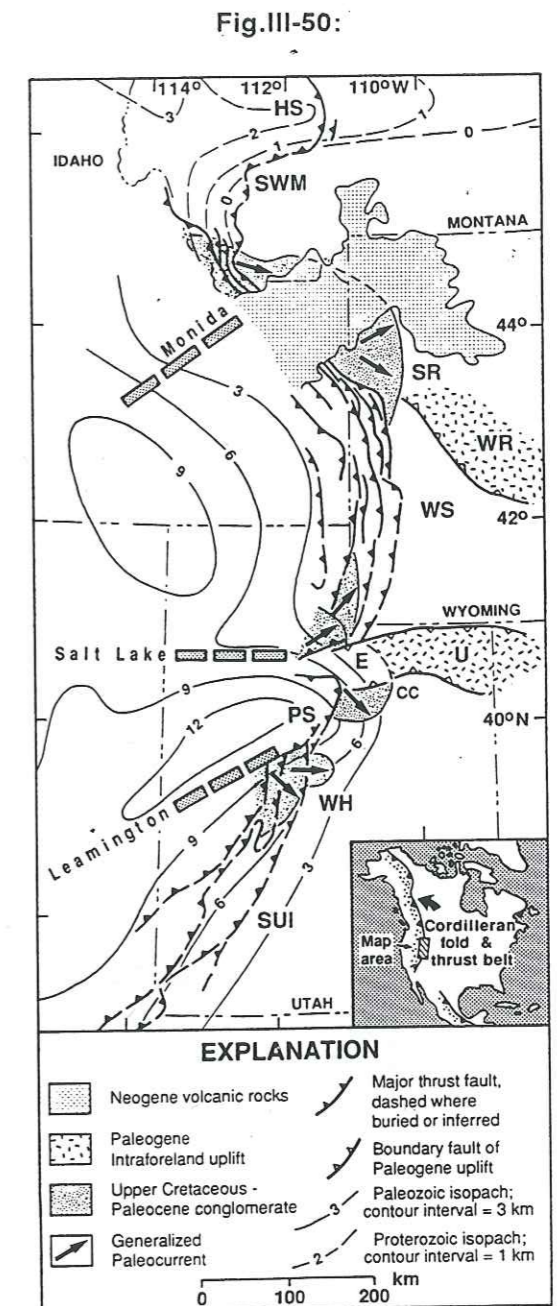 Fig.III-50:
114° 112° 110°W
HS
3
2
1
1
0
IDAHO
SWM
0
MONTANA
44°
Monida
SR
3
WR
6
9
WS
42°
WYOMING
Salt Lake
E U
CC
9
PS
40°N
12
6
Leamington
WH
9
3
6
SUI
UTAH
Map area
Cordilleran fold & thrust belt
EXPLANATION
Neogene volcanic rocks
Major thrust fault, dashed where buried or inferred
Paleogene Intraforeland uplift
Boundary fault of Paleogene uplift
Upper Cretaceous - Paleocene conglomerate
3
Paleozoic isopach; contour interval = 3 km
Generalized Paleocurrent
2
Proterozoic isopach; contour interval = 1 km
km
0 100 200